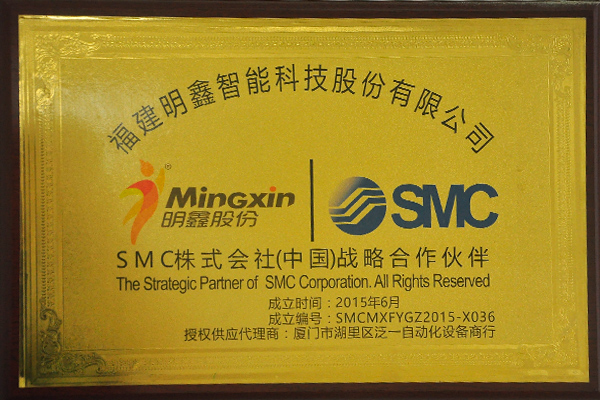 福建明鑫智能科技股份有限公司
® Mingxin SMC
明鑫股份
SMC株式会社(中国)战略合作伙伴
The Strategic Partner of SMC Corporation. All Rights Reserved
成立时间：2015年6月
成立编号：SMCMXFYGZ2015-X036
授权供应代理商：厦门市湖里区泛一自动化设备商行